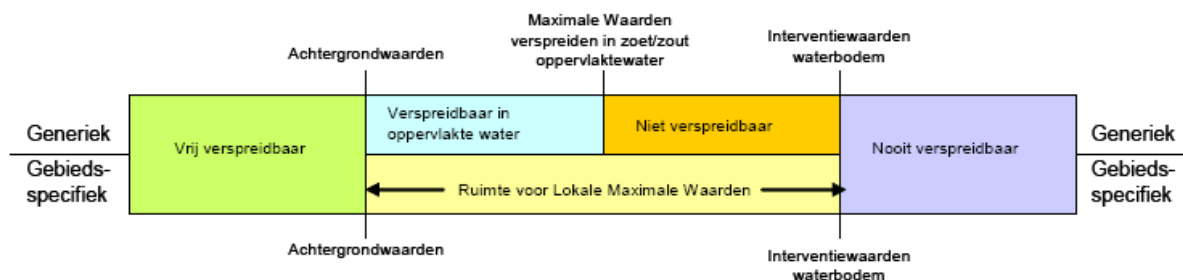 Maximale Waarden
verspreiden in zoet/zout
oppervlaktewater
Achtergrondwaarden
Interventiewaarden
waterbodem
Generiek
Gebieds-
specifiek
Vrij verspreidbaar
Verspreidbaar in
oppervlakte water
Niet verspreidbaar
Nooit verspreidbaar
Ruimte voor Lokale Maximale Waarden
Generiek
Gebieds-
specifiek
Achtergrondwaarden
Interventiewaarden
waterbodem